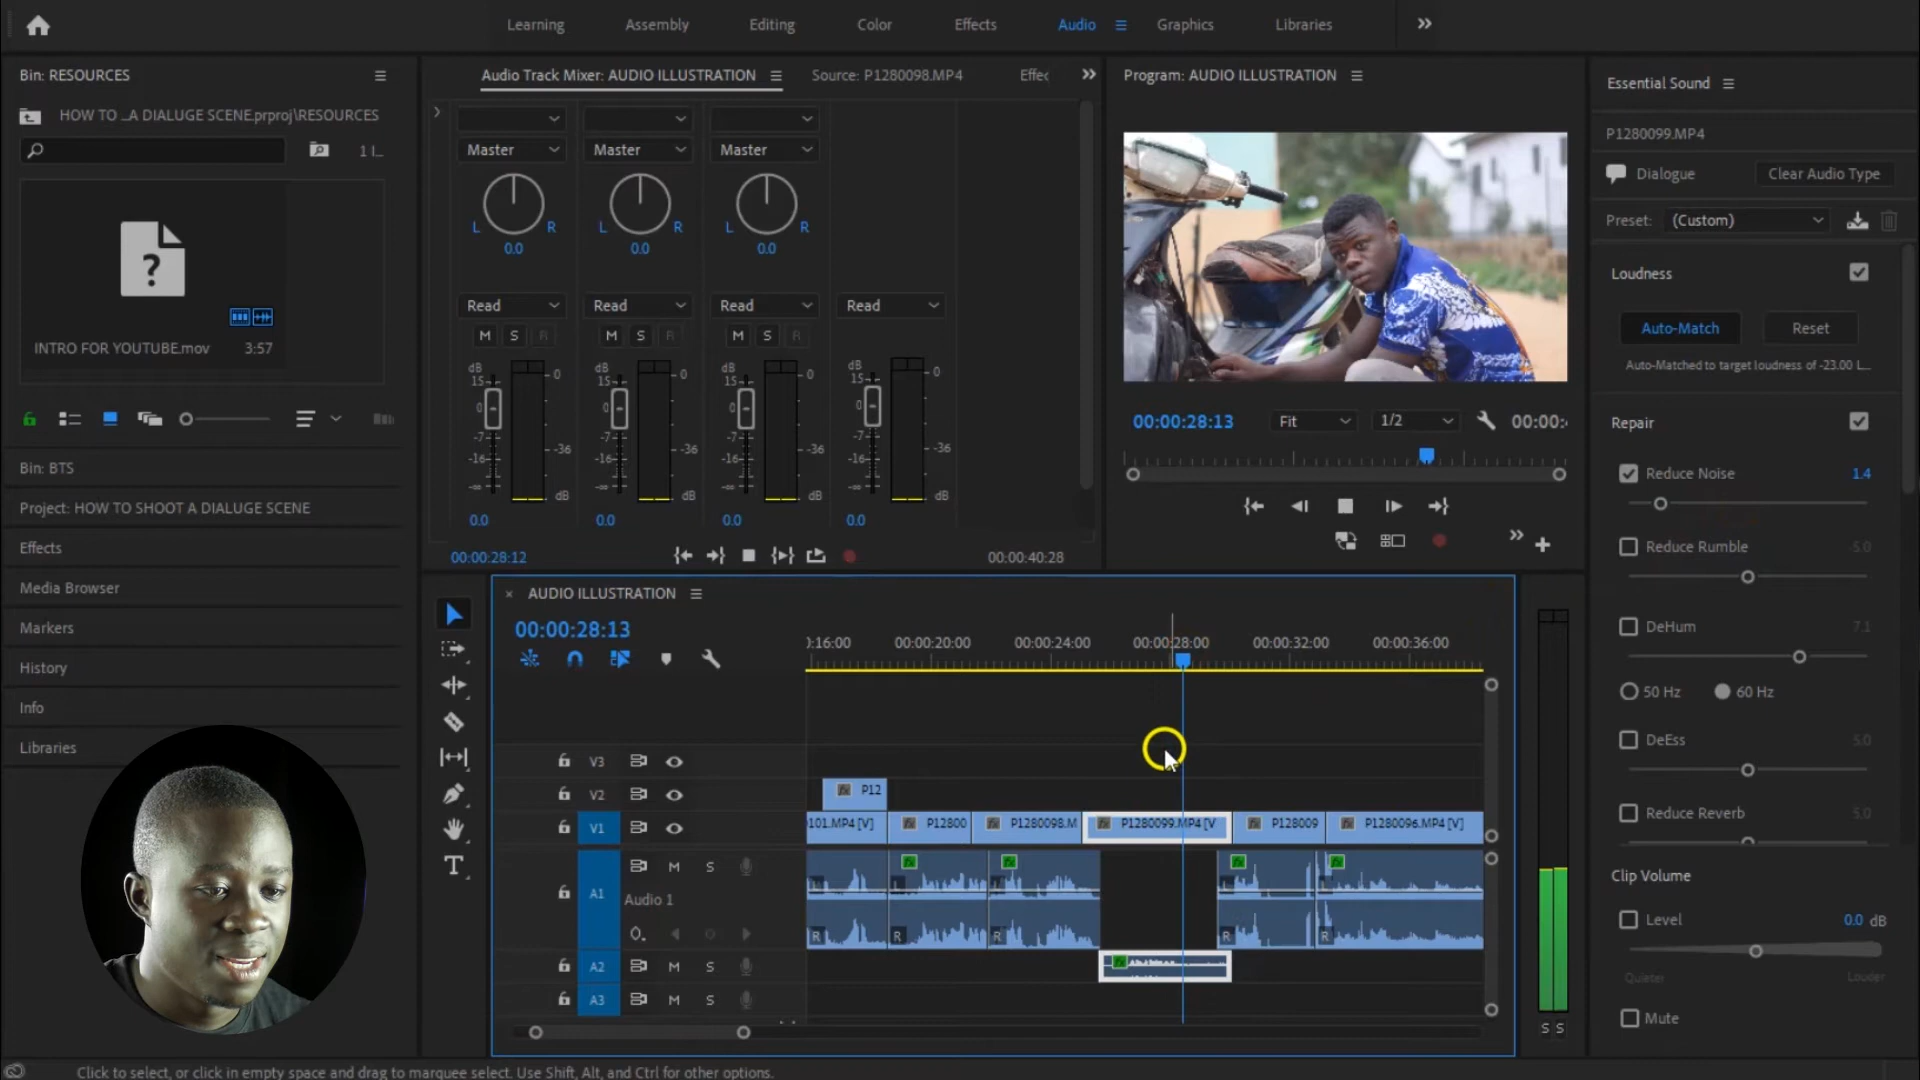 Learning Assembly Editing Color Effects Audio Graphics Libraries
Bin: RESOURCES
HOW TO ...A DIALUGE SCENE.prproj\RESOURCES
1 I...
INTRO FOR YOUTUBE.mov 3:57
Bin: BTS
Project: HOW TO SHOOT A DIALUGE SCENE
Effects
Media Browser
Markers
History
Info
Libraries
Audio Track Mixer: AUDIO ILLUSTRATION Source: P1280098.MP4 Effec
Master Master Master
L R L R L R
0.0 0.0 0.0
Read Read Read Read
M S R M S R M S R
dB dB dB dB
15 0 15 0 15 0 15 0
0 0 0 0
-7 -36 -7 -36 -7 -36 -7 -36
-16 -16 -16 -16
-∞ dB -∞ dB -∞ dB -∞ dB
0.0 0.0 0.0 0.0
00:00:28:12 00:00:40:28
Program: AUDIO ILLUSTRATION
00:00:28:13 Fit 1/2 00:00:
AUDIO ILLUSTRATION
00:00:28:13
:16:00 00:00:20:00 00:00:24:00 00:00:28:00 00:00:32:00 00:00:36:00
V3
V2 fx P12
V1 101.MP4 [V] fx P12800 fx P1280098.M fx P1280099.MP4 [V fx P128009 fx P1280096.MP4 [V]
A1 M S fx fx fx fx
Audio 1 L
R R R R R
A2 M S fx
A3 M S
S S
Essential Sound
P1280099.MP4
Dialogue Clear Audio Type
Preset: (Custom)
Loudness
Auto-Match Reset
Auto-Matched to target loudness of -23.00 L...
Repair
Reduce Noise 1.4
Reduce Rumble 5.0
DeHum 7.1
50 Hz 60 Hz
DeEss 5.0
Reduce Reverb 5.0
Clip Volume
Level 0.0 dB
Quieter Louder
Mute
Click to select, or click in empty space and drag to marquee select. Use Shift, Alt, and Ctrl for other options.